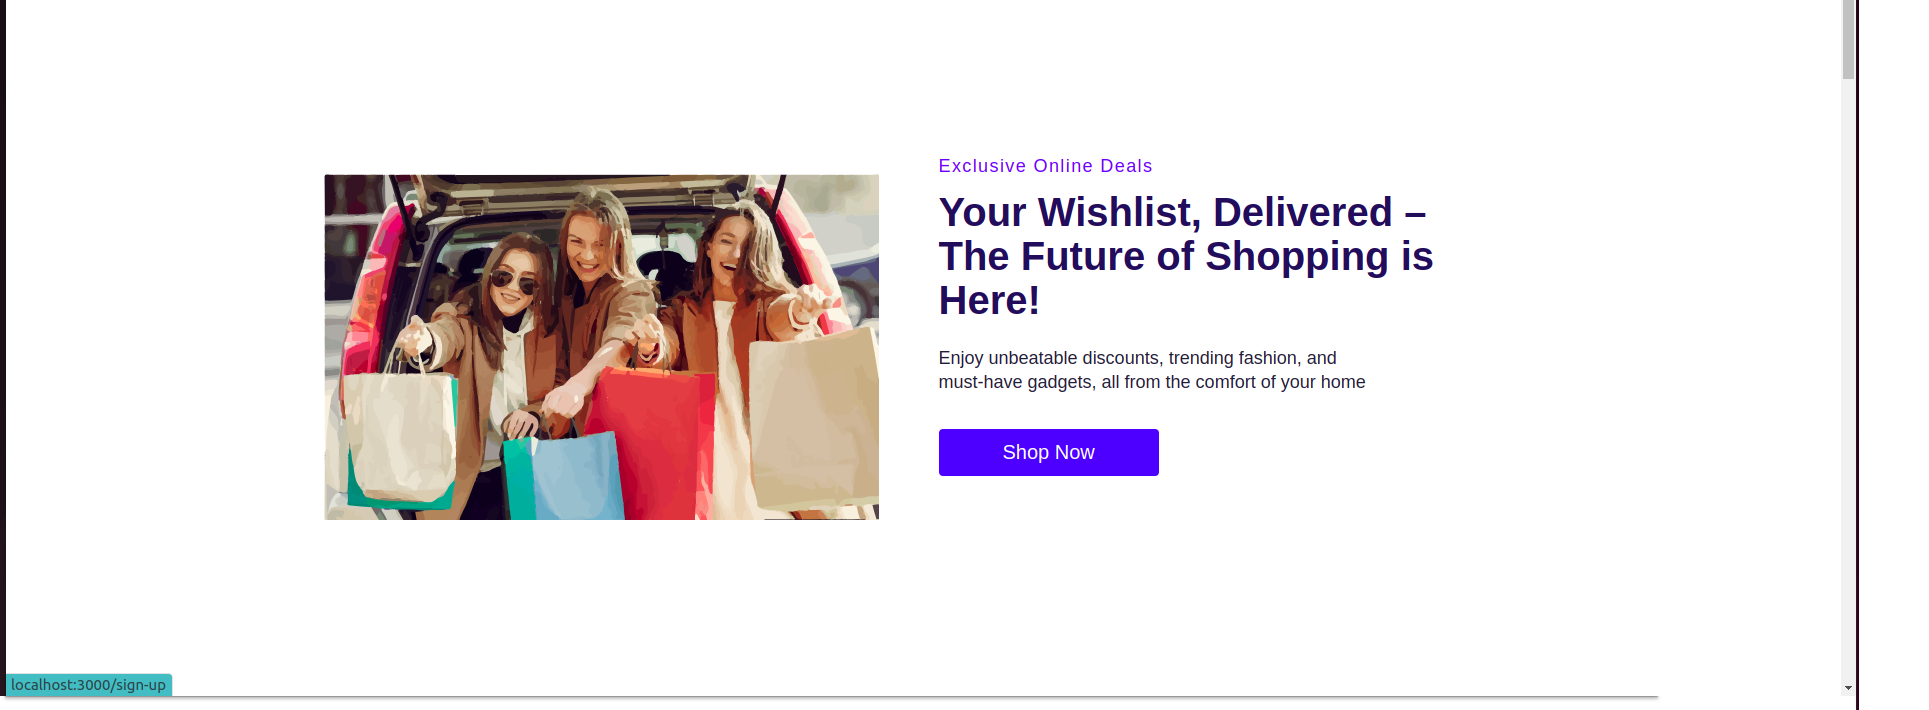 Exclusive Online Deals
Your Wishlist, Delivered –
The Future of Shopping is
Here!
Enjoy unbeatable discounts, trending fashion, and
must-have gadgets, all from the comfort of your home
Shop Now
localhost:3000/sign-up